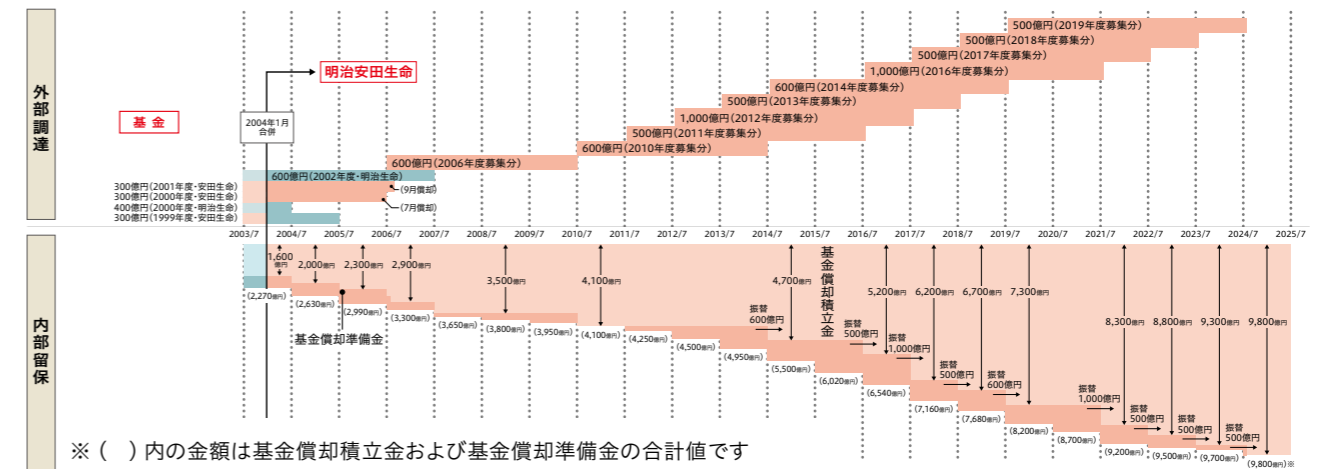 外部調達
500億円(2019年度募集分)
500億円(2018年度募集分)
500億円(2017年度募集分)
1,000億円(2016年度募集分)
600億円(2014年度募集分)
500億円(2013年度募集分)
1,000億円(2012年度募集分)
500億円(2011年度募集分)
600億円(2010年度募集分)
600億円(2006年度募集分)
明治安田生命
基金
2004年1月
合併
600億円(2002年度・明治生命)
300億円(2001年度・安田生命)
(9月償却)
300億円(2000年度・安田生命)
(7月償却)
400億円(2000年度・明治生命)
300億円(1999年度・安田生命)
2003/7 2004/7 2005/7 2006/7 2007/7 2008/7 2009/7 2010/7 2011/7 2012/7 2013/7 2014/7 2015/7 2016/7 2017/7 2018/7 2019/7 2020/7 2021/7 2022/7 2023/7 2024/7 2025/7
内部留保
1,600
億円
2,000億円
2,300億円
2,900億円
3,500億円
4,100億円
4,700億円
基金償却積立金
5,200億円
6,200億円
6,700億円
7,300億円
8,300億円
8,800億円
9,300億円
9,800億円
振替
600億円
振替
500億円
振替
1,000億円
振替
500億円
振替
600億円
振替
1,000億円
振替
500億円
振替
500億円
振替
500億円
基金償却準備金
(2,270億円)
(2,630億円)
(2,990億円)
(3,300億円)
(3,650億円)
(3,800億円)
(3,950億円)
(4,100億円)
(4,250億円)
(4,500億円)
(4,950億円)
(5,500億円)
(6,020億円)
(6,540億円)
(7,160億円)
(7,680億円)
(8,200億円)
(8,700億円)
(9,200億円)
(9,500億円)
(9,700億円)
(9,800億円)※
※( )内の金額は基金償却積立金および基金償却準備金の合計値です